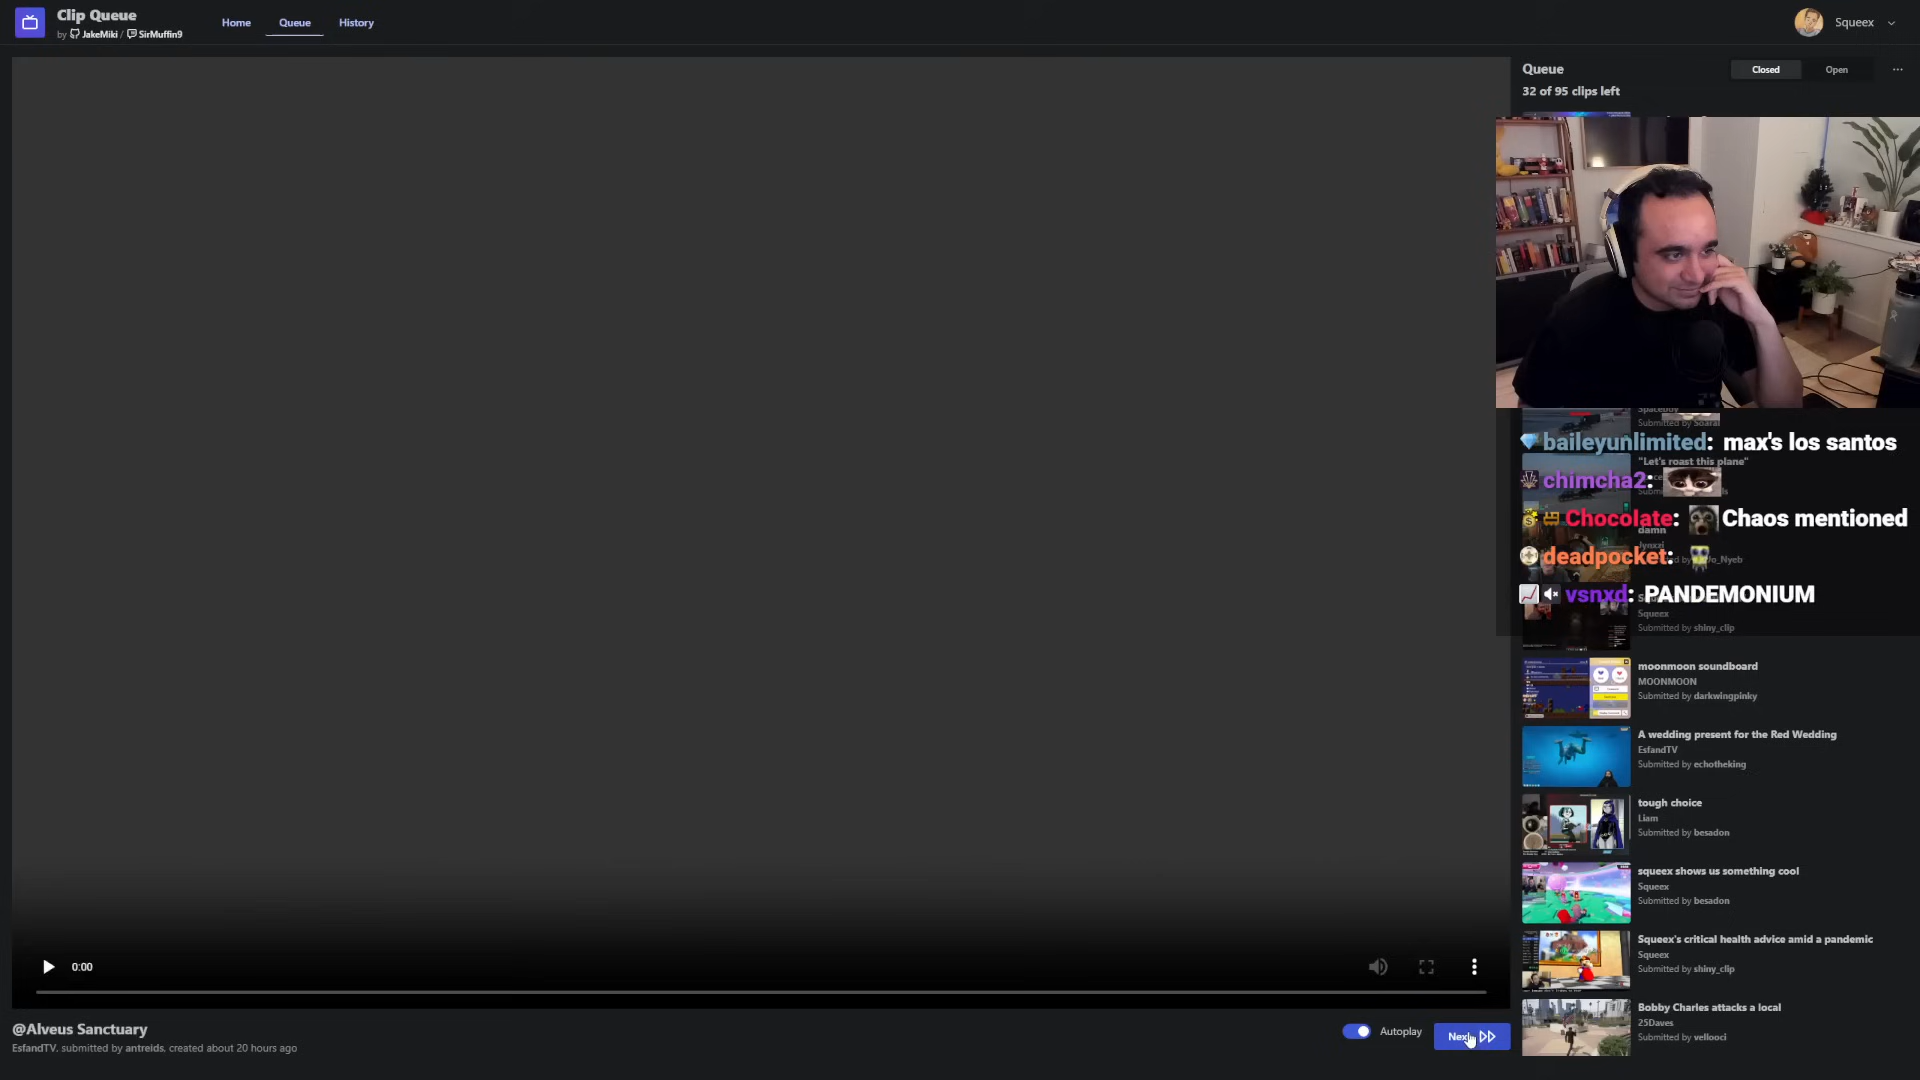 Clip Queue
by JakeMiki / SirMuffin9
Home
Queue
History
Squeex
Queue
Closed
Open
32 of 95 clips left
Submitted by Soaral
baileyunlimited: max's los santos
"Let's roast this plane"
chimcha2:
Chocolate: Chaos mentioned
damn
Jynxzi
deadpocket:
vsnxd: PANDEMONIUM
Squeex
Submitted by shiny_clip
moonmoon soundboard
MOONMOON
Submitted by darkwingpinky
A wedding present for the Red Wedding
EsfandTV
Submitted by echotheking
tough choice
Liam
Submitted by besadon
squeex shows us something cool
Squeex
Submitted by besadon
Squeex's critical health advice amid a pandemic
Squeex
Submitted by shiny_clip
Bobby Charles attacks a local
25Daves
Submitted by vellooci
0:00
@Alveus Sanctuary
EsfandTV, submitted by antreids, created about 20 hours ago
Autoplay
Next